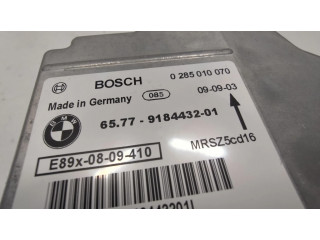 BOSCH 0 285 010 070
Made in Germany 085 09-09-03
BMW
65.77 - 9184432-01
MRSZ5cd16
E89x-08-09-410